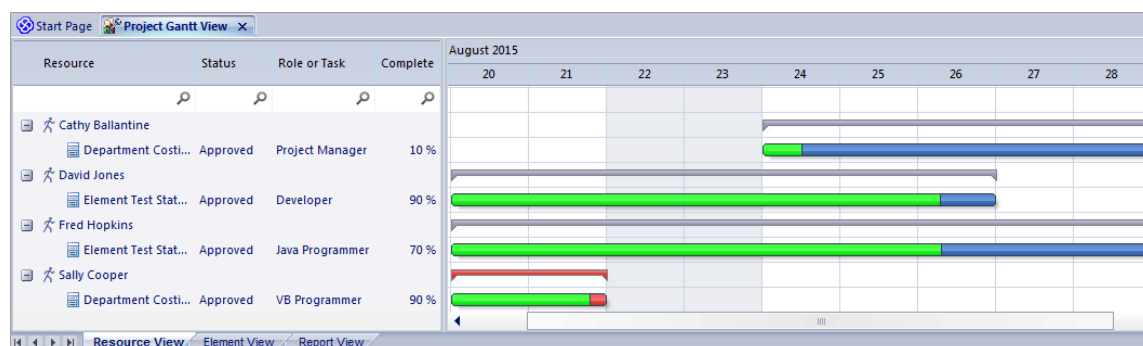 Start Page Project Gantt View X
August 2015
Resource Status Role or Task Complete
20 21 22 23 24 25 26 27 28
Cathy Ballantine
Department Costi... Approved Project Manager 10 %
David Jones
Element Test Stat... Approved Developer 90 %
Fred Hopkins
Element Test Stat... Approved Java Programmer 70 %
Sally Cooper
Department Costi... Approved VB Programmer 90 %
Resource View Element View Report View